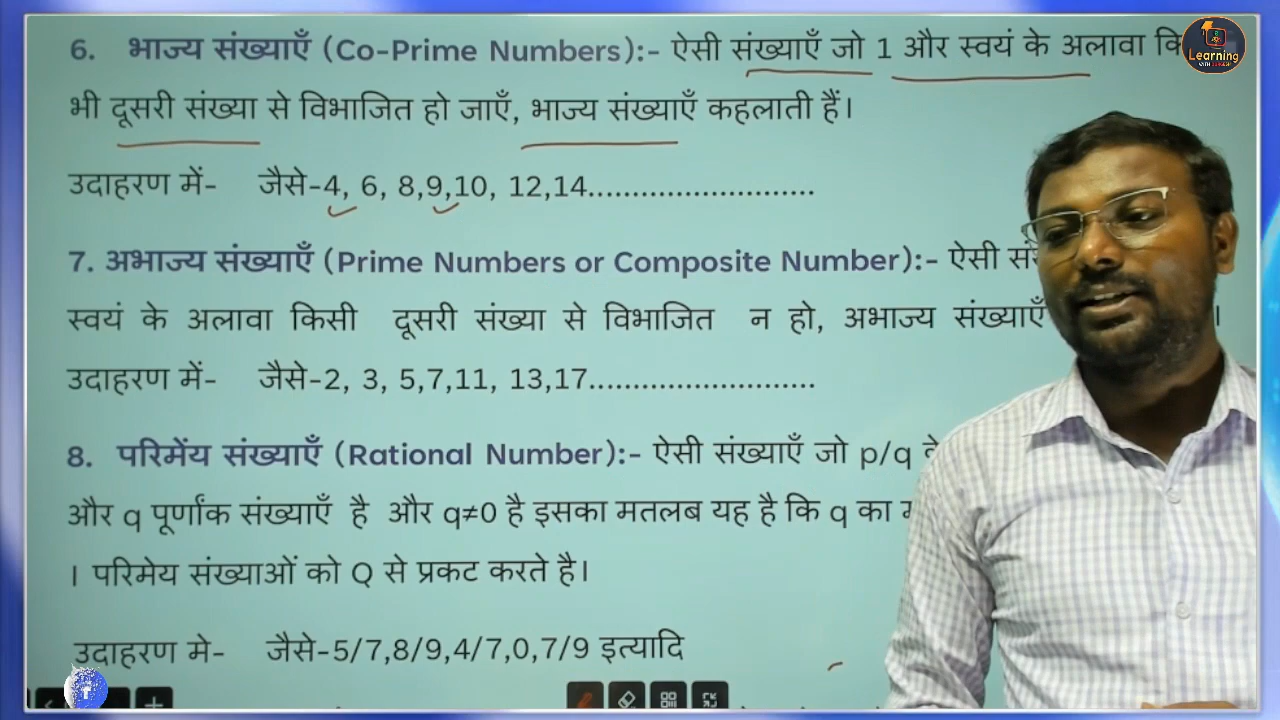 6. भाज्य संख्याएँ (Co-Prime Numbers):- ऐसी संख्याएँ जो 1 और स्वयं के अलावा
Learning
भी दूसरी संख्या से विभाजित हो जाएँ, भाज्य संख्याएँ कहलाती हैं।
उदाहरण में- जैसे-4, 6, 8,9,10, 12,14..........................
7. अभाज्य संख्याएँ (Prime Numbers or Composite Number):- ऐसी
स्वयं के अलावा किसी दूसरी संख्या से विभाजित न हो, अभाज्य संख्याएँ
उदाहरण में- जैसे-2, 3, 5,7,11, 13,17..........................
8. परिमेंय संख्याएँ (Rational Number):- ऐसी संख्याएँ जो p/q
और q पूर्णांक संख्याएँ है और q≠0 है इसका मतलब यह है कि q का
। परिमेय संख्याओं को Q से प्रकट करते है।
उदाहरण मे- जैसे-5/7,8/9,4/7,0,7/9 इत्यादि